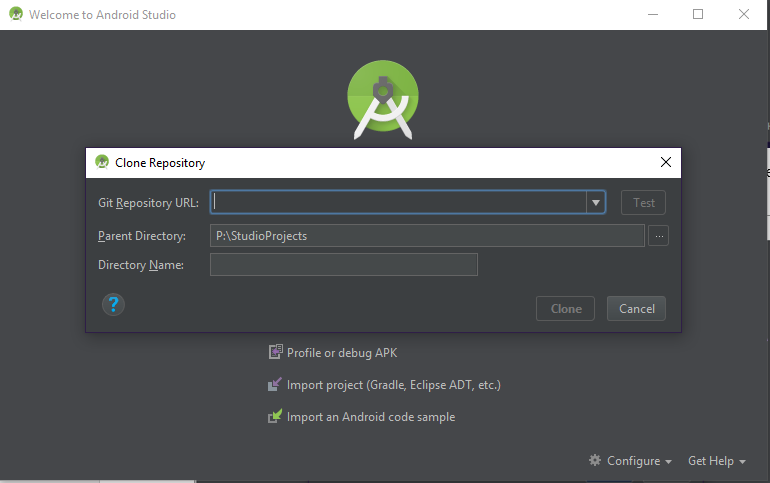 Welcome to Android Studio
Clone Repository
Git Repository URL:
Test
Parent Directory: P:\StudioProjects
...
Directory Name:
?
Clone Cancel
Profile or debug APK
Import project (Gradle, Eclipse ADT, etc.)
Import an Android code sample
Configure Get Help